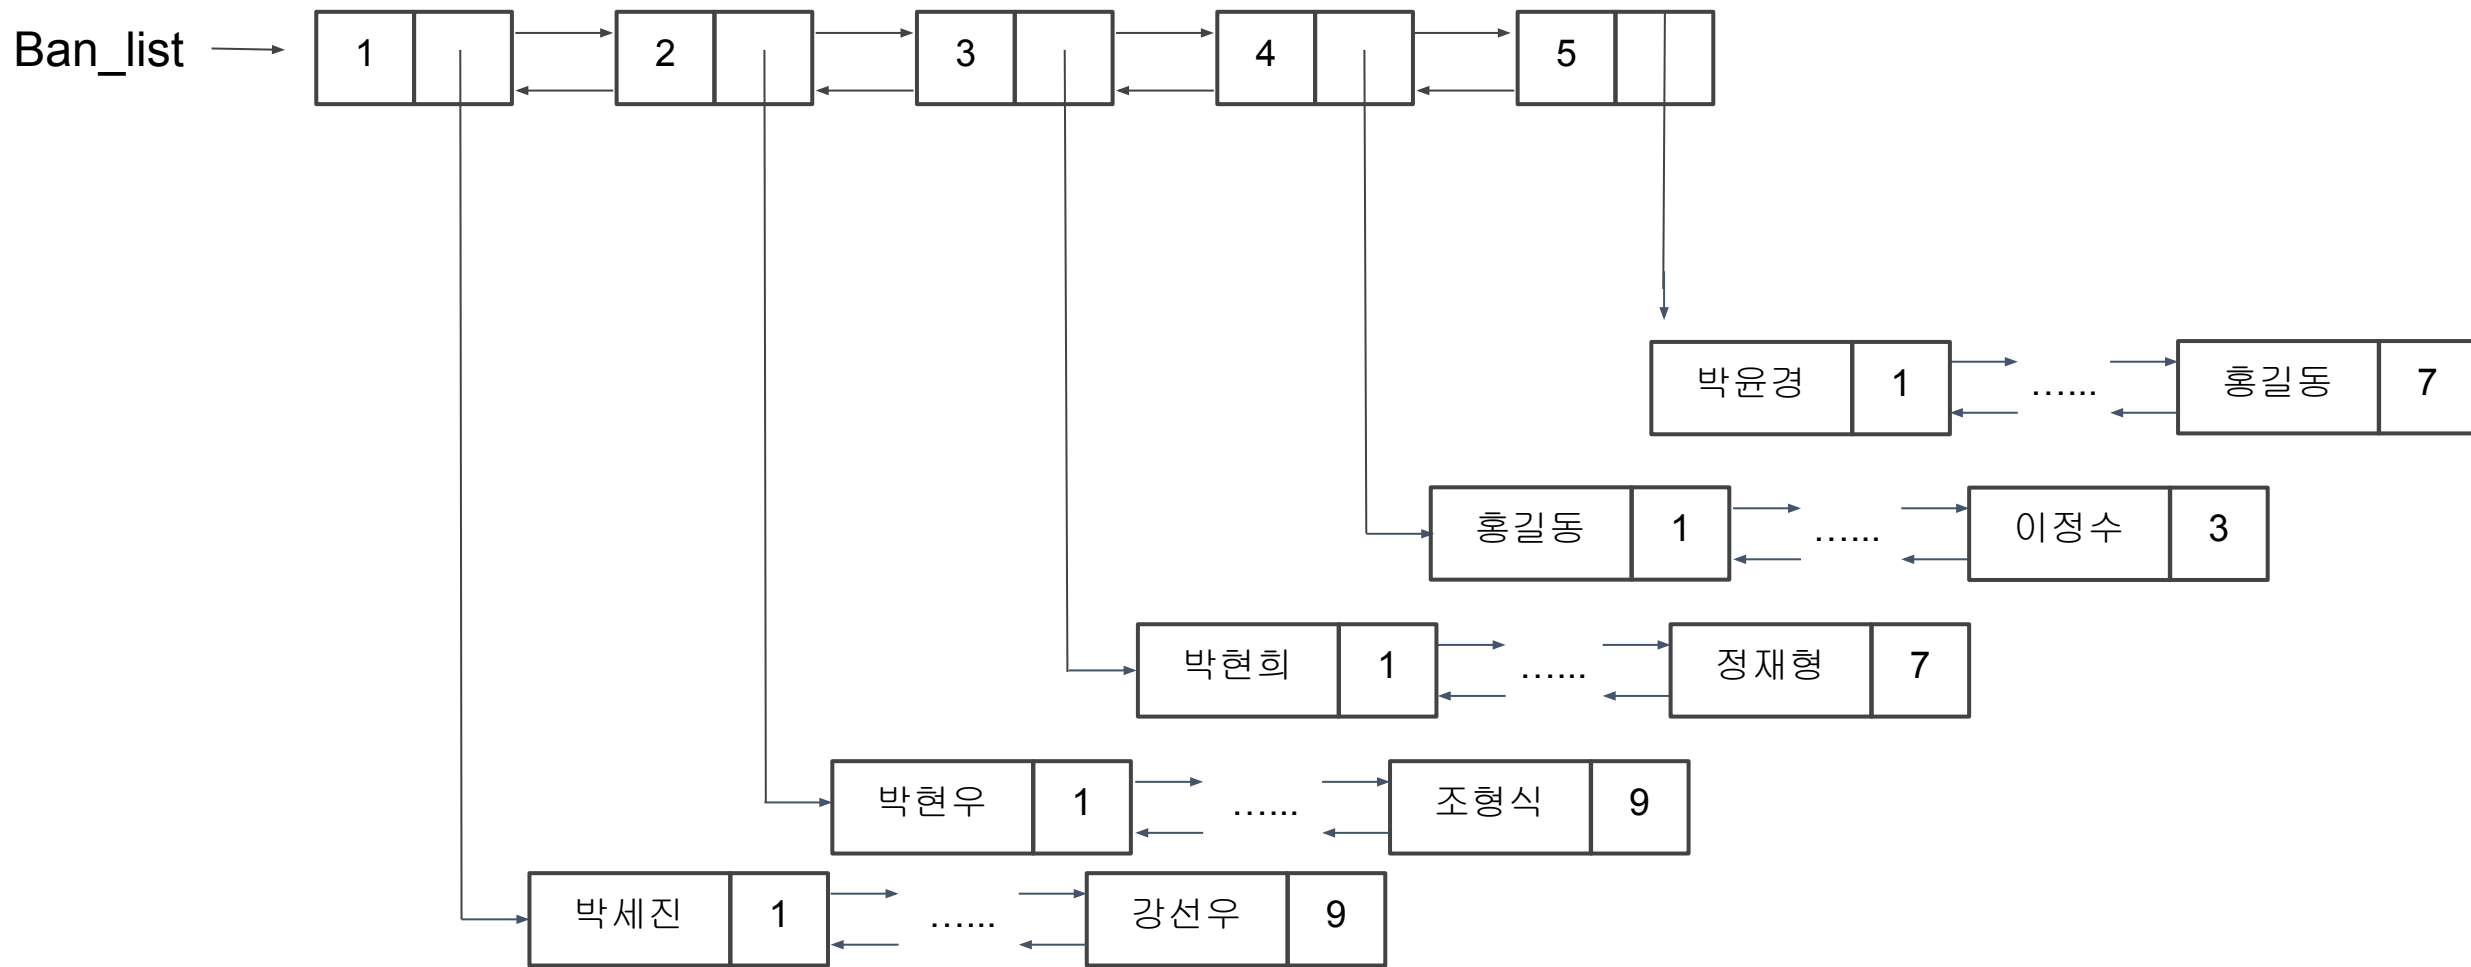 Ban_list 1 2 3 4 5
박윤경 1 …... 홍길동 7
홍길동 1 …... 이정수 3
박현희 1 …... 정재형 7
박현우 1 …... 조형식 9
박세진 1 …... 강선우 9